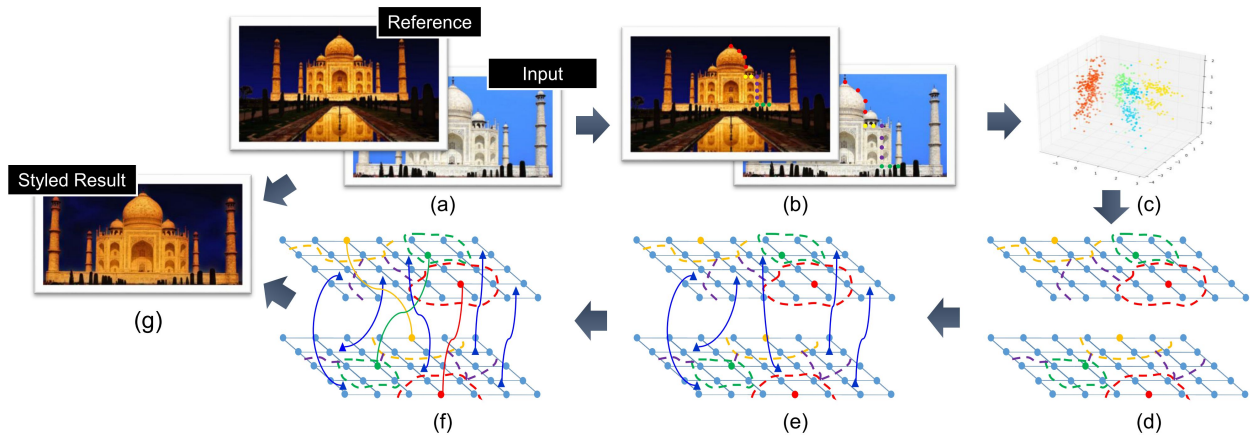 Reference
Input
Styled Result
(a)
(b)
(c)
(d)
(e)
(f)
(g)